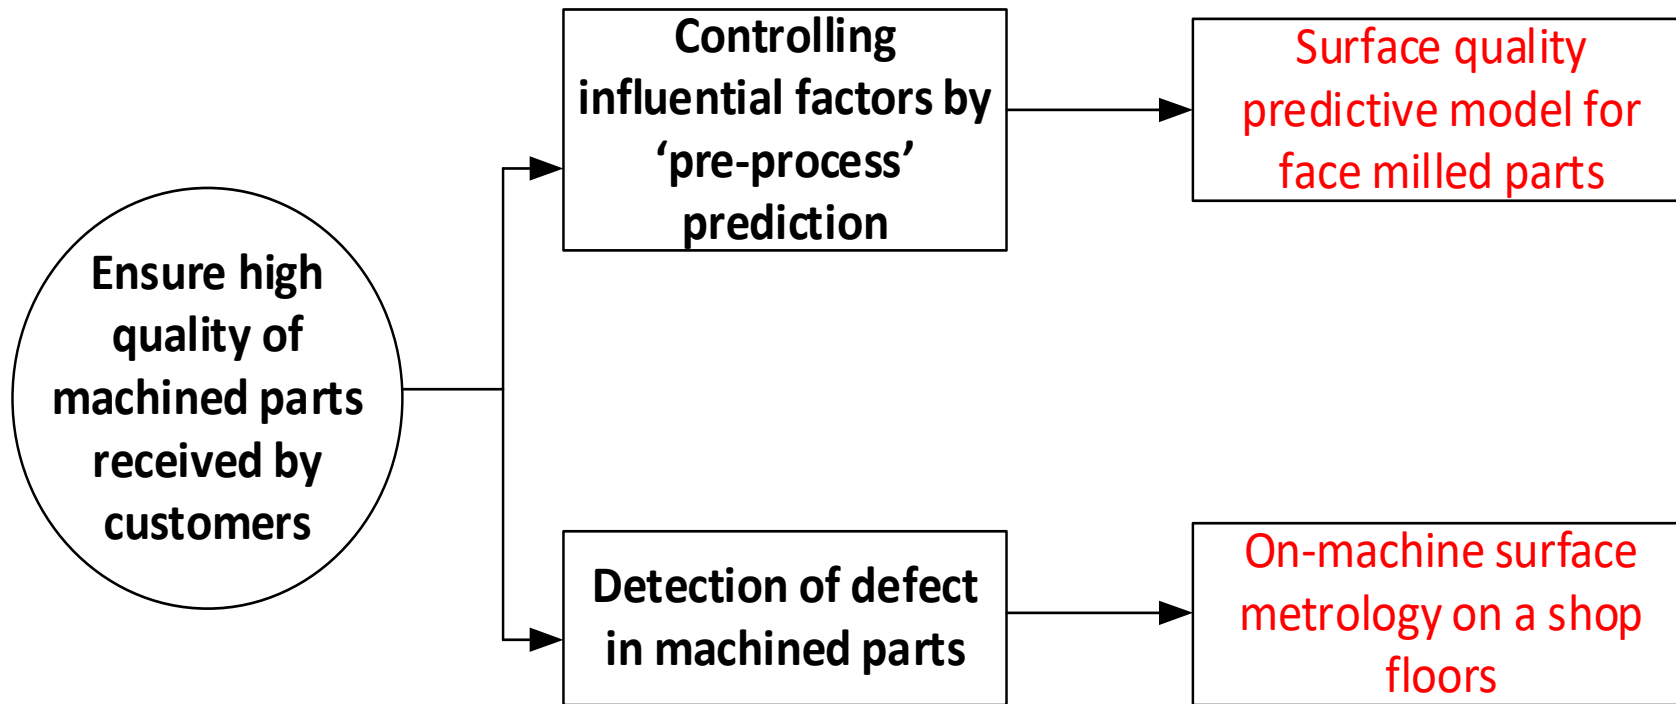 Ensure high
quality of
machined parts
received by
customers
Controlling
influential factors by
‘pre-process’
prediction
Surface quality
predictive model for
face milled parts
Detection of defect
in machined parts
On-machine surface
metrology on a shop
floors